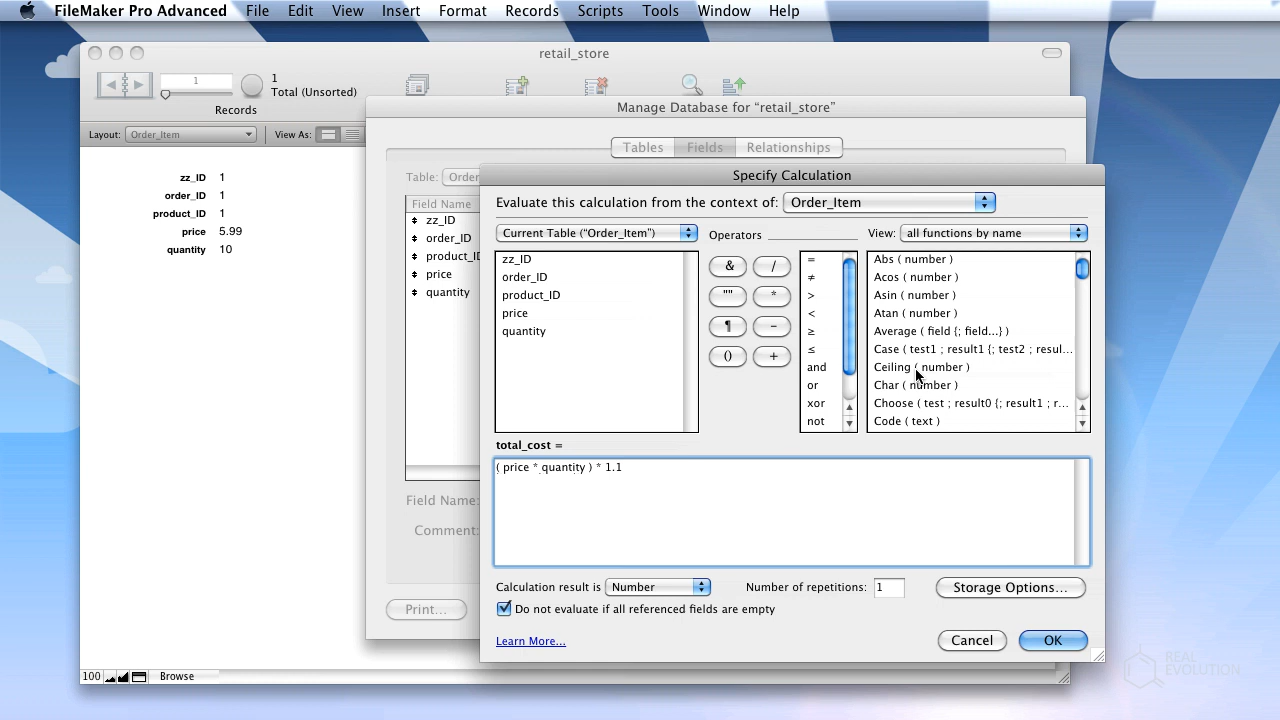 FileMaker Pro Advanced File Edit View Insert Format Records Scripts Tools Window Help
retail_store
1
1
Total (Unsorted)
Records
Layout: Order_Item View As:
zz_ID 1
order_ID 1
product_ID 1
price 5.99
quantity 10
100 Browse
Manage Database for “retail_store”
Tables Fields Relationships
Table: Order
Field Name
zz_ID
order_ID
product_ID
price
quantity
Field Name:
Comment:
Print...
Specify Calculation
Evaluate this calculation from the context of: Order_Item
Current Table (“Order_Item”)
zz_ID
order_ID
product_ID
price
quantity
Operators
& /
"" *
¶ –
() +
=
≠
>
<
≥
≤
and
or
xor
not
View: all functions by name
Abs ( number )
Acos ( number )
Asin ( number )
Atan ( number )
Average ( field {; field...} )
Case ( test1 ; result1 {; test2 ; resul...
Ceiling ( number )
Char ( number )
Choose ( test ; result0 {; result1 ; r...
Code ( text )
total_cost =
( price * quantity ) * 1.1
Calculation result is Number Number of repetitions: 1 Storage Options...
Do not evaluate if all referenced fields are empty
Learn More... Cancel OK
REAL
EVOLUTION